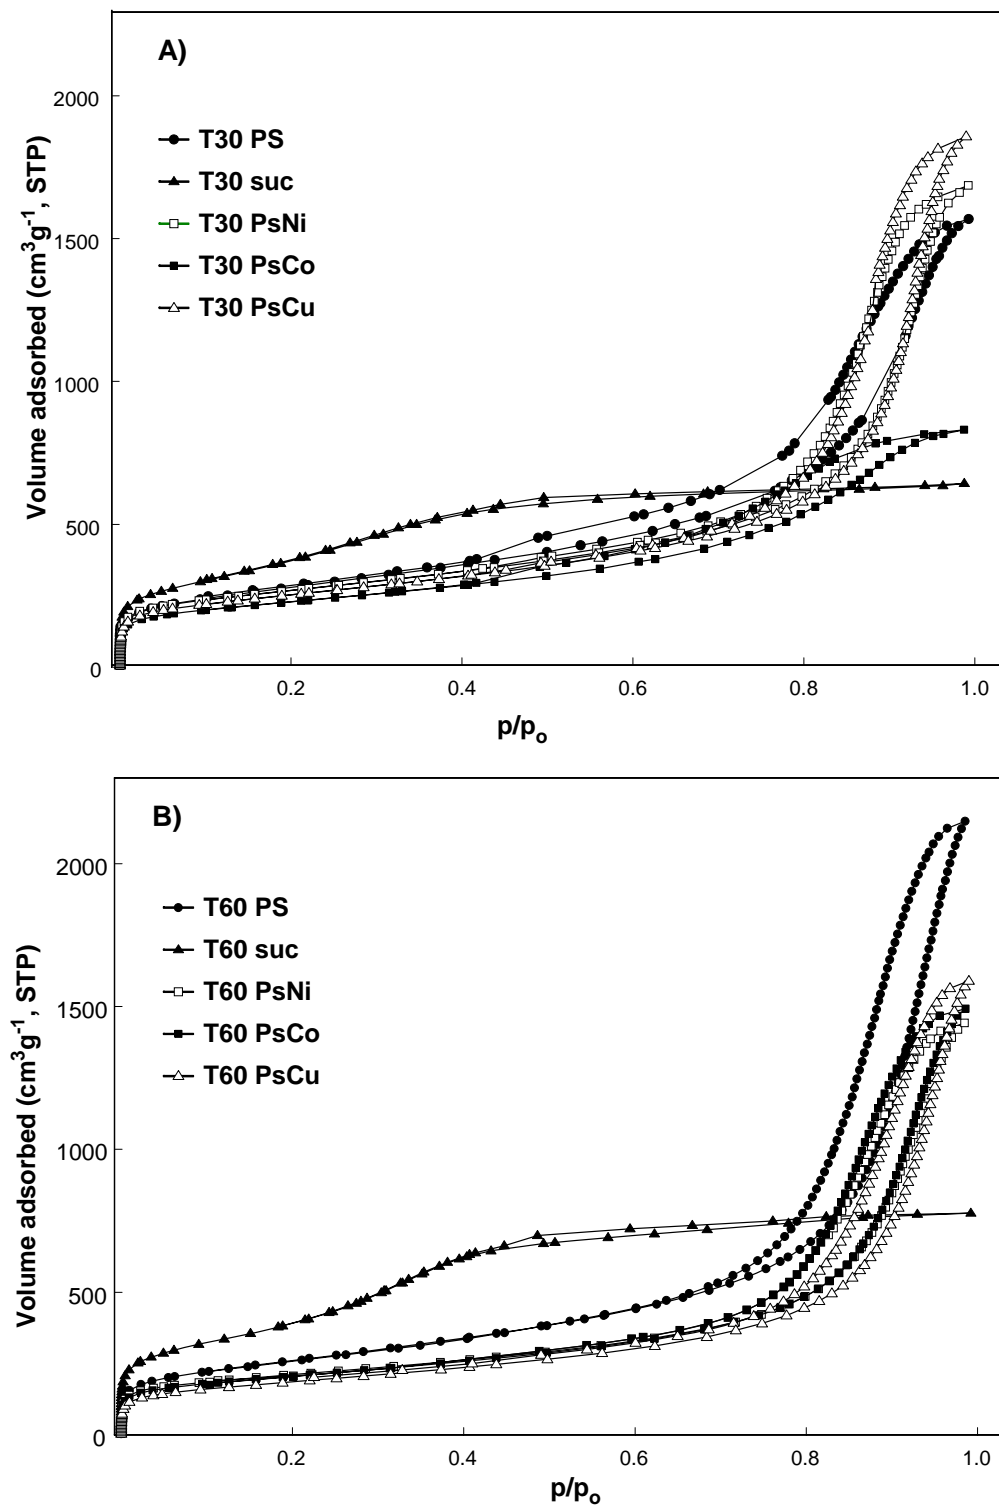 A)
2000
1500
1000
500
0
Volume adsorbed (cm³g⁻¹, STP)
T30 PS
T30 suc
T30 PsNi
T30 PsCo
T30 PsCu
0.2 0.4 0.6 0.8 1.0
p/pₒ
B)
2000
1500
1000
500
0
Volume adsorbed (cm³g⁻¹, STP)
T60 PS
T60 suc
T60 PsNi
T60 PsCo
T60 PsCu
0.2 0.4 0.6 0.8 1.0
p/pₒ